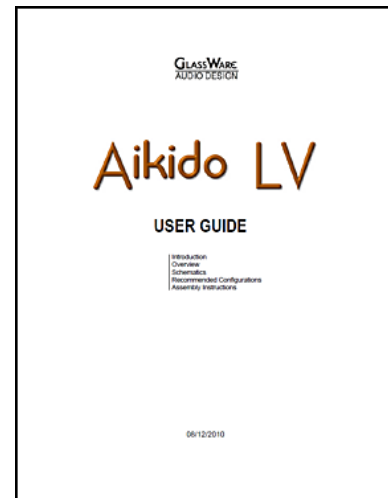 GLASSWARE
AUDIO DESIGN
Aikido LV
USER GUIDE
Introduction
Overview
Schematics
Recommended Configurations
Assembly Instructions
06/12/2010